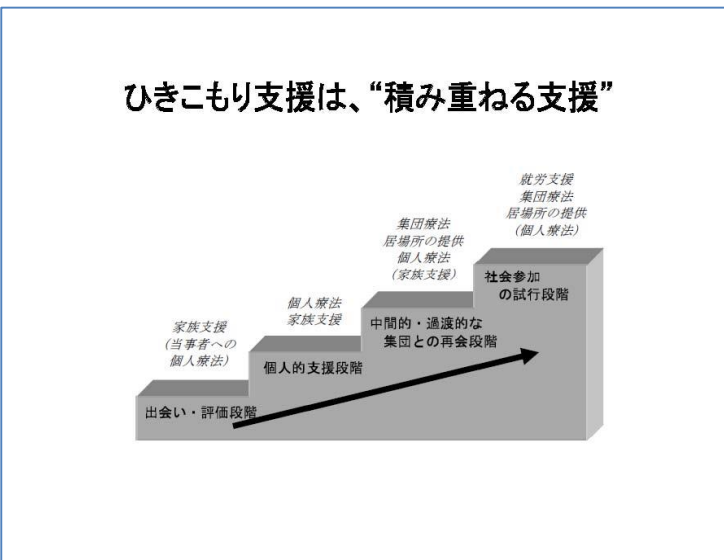 ひきこもり支援は、“積み重ねる支援”
家族支援
(当事者への
個人療法)
出会い・評価段階
個人療法
家族支援
個人的支援段階
集団療法
居場所の提供
個人療法
(家族支援)
中間的・過渡的な
集団との再会段階
就労支援
集団療法
居場所の提供
(個人療法)
社会参加
の試行段階